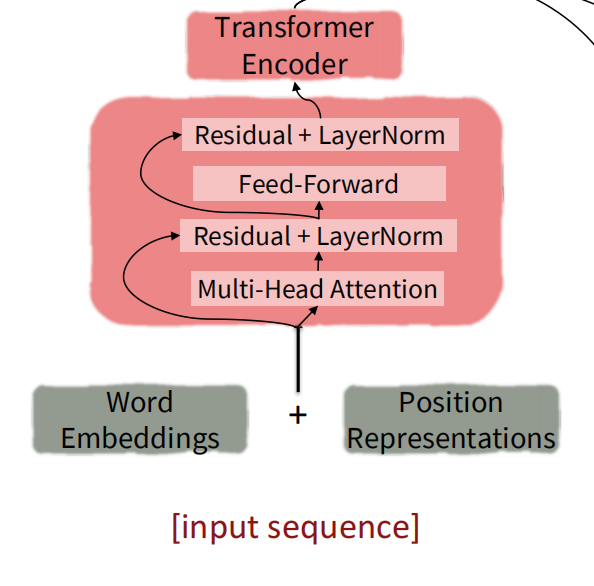 Transformer
Encoder
Residual + LayerNorm
Feed-Forward
Residual + LayerNorm
Multi-Head Attention
Word
Embeddings
+
Position
Representations
[input sequence]